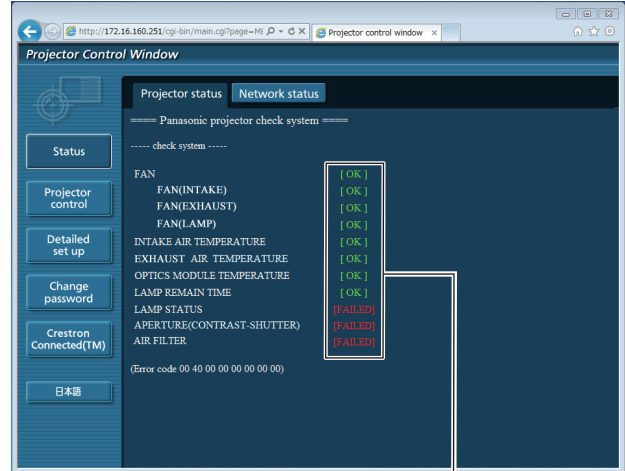 http://172.16.160.251/cgi-bin/main.cgi?page=ME
Projector control window
Projector Control Window
Projector status
Network status
==== Panasonic projector check system ====
----- check system -----
Status
FAN [ OK ]
FAN(INTAKE) [ OK ]
FAN(EXHAUST) [ OK ]
FAN(LAMP) [ OK ]
INTAKE AIR TEMPERATURE [ OK ]
EXHAUST AIR TEMPERATURE [ OK ]
OPTICS MODULE TEMPERATURE [ OK ]
LAMP REMAIN TIME [ OK ]
LAMP STATUS [FAILED]
APERTURE(CONTRAST-SHUTTER) [FAILED]
AIR FILTER [FAILED]
(Error code 00 40 00 00 00 00 00 00)
Projector
control
Detailed
set up
Change
password
Crestron
Connected(TM)
日本語